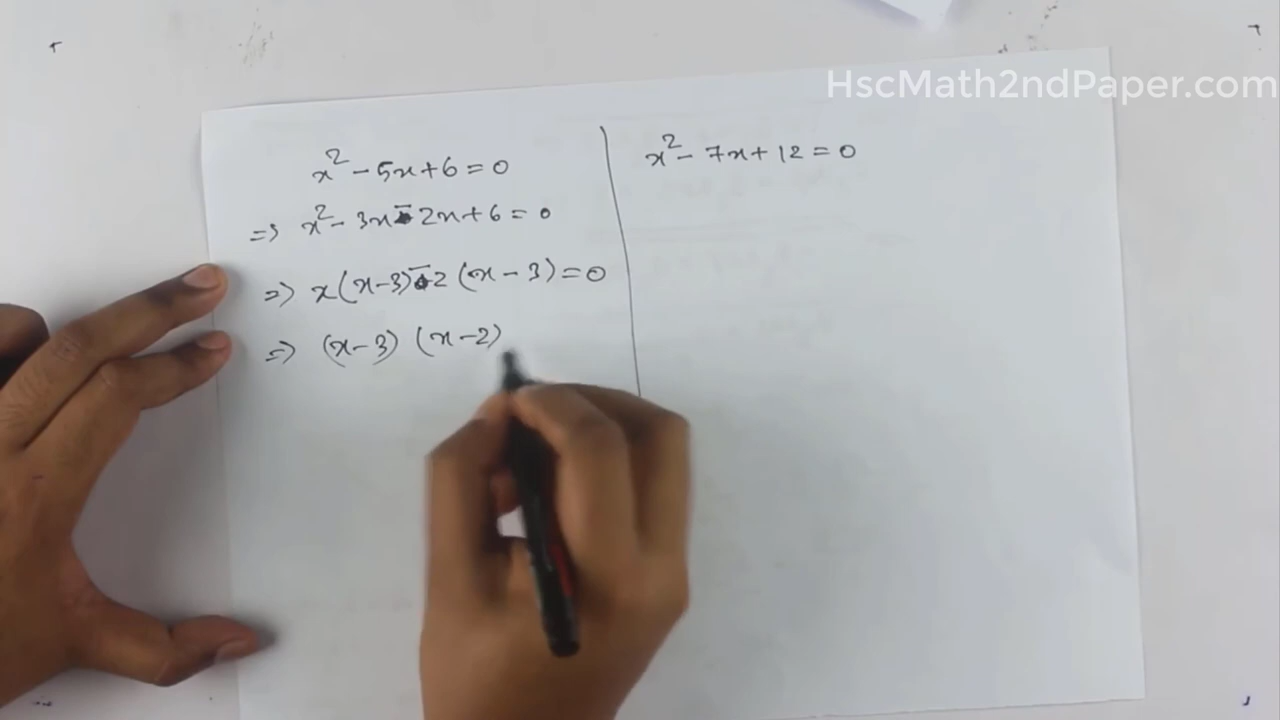 HscMath2ndPaper.com
x² - 5x + 6 = 0
=> x² - 3x - 2x + 6 = 0
=> x(x-3) - 2(x - 3) = 0
=> (x-3) (x-2)
x² - 7x + 12 = 0